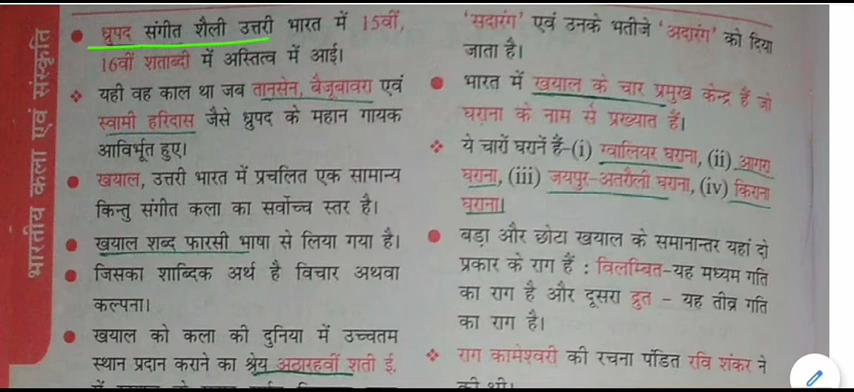 भारतीय कला एवं संस्कृति
ध्रुपद संगीत शैली उत्तरी भारत में 15वीं,
16वीं शताब्दी में अस्तित्व में आई।
यही वह काल था जब तानसेन, बैजूबावरा एवं
स्वामी हरिदास जैसे ध्रुपद के महान गायक
आविर्भूत हुए।
खयाल, उत्तरी भारत में प्रचलित एक सामान्य
किन्तु संगीत कला का सर्वोच्च स्तर है।
खयाल शब्द फारसी भाषा से लिया गया है।
जिसका शाब्दिक अर्थ है विचार अथवा
कल्पना।
खयाल को कला की दुनिया में उच्चतम
स्थान प्रदान कराने का श्रेय अठारहवीं शती ई.
'सदारंग' एवं उनके भतीजे 'अदारंग' को दिया
जाता है।
भारत में खयाल के चार प्रमुख केन्द्र हैं जो
घराना के नाम से प्रख्यात हैं।
ये चारों घरानें हैं-(i) ग्वालियर घराना, (ii) आगरा
घराना, (iii) जयपुर-अतरौली घराना, (iv) किराना
घराना।
बड़ा और छोटा खयाल के समानान्तर यहां दो
प्रकार के राग हैं : विलम्बित-यह मध्यम गति
का राग है और दूसरा द्रुत - यह तीव्र गति
का राग है।
राग कामेश्वरी की रचना पंडित रवि शंकर ने
की थी।